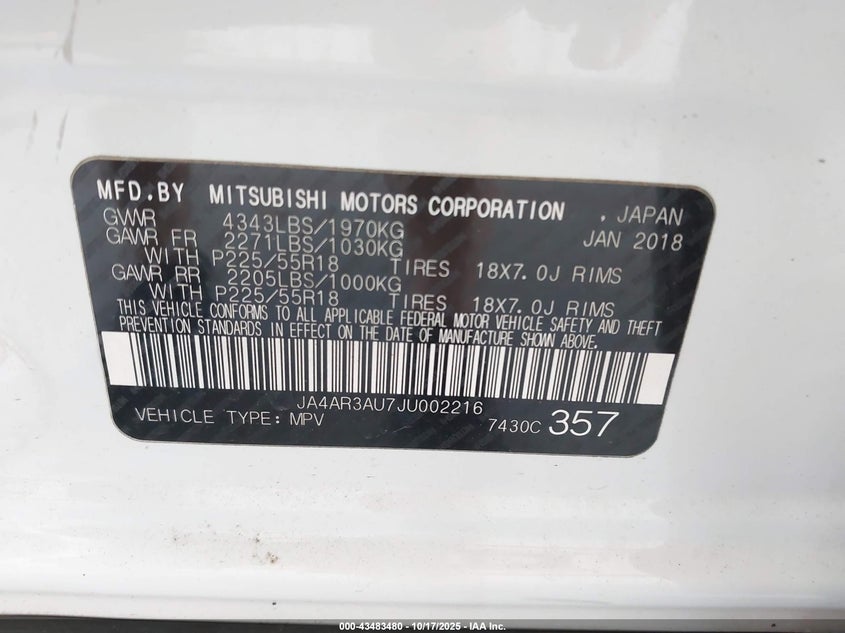 MFD.BY MITSUBISHI MOTORS CORPORATION , JAPAN
GVWR 4343LBS/1970KG JAN 2018
GAWR FR 2271LBS/1030KG
WITH P225/55R18 TIRES 18X7.0J RIMS
GAWR RR 2205LBS/1000KG
WITH P225/55R18 TIRES 18X7.0J RIMS
THIS VEHICLE CONFORMS TO ALL APPLICABLE FEDERAL MOTOR VEHICLE SAFETY AND THEFT
PREVENTION STANDARDS IN EFFECT ON THE DATE OF MANUFACTURE SHOWN ABOVE.
JA4AR3AU7JU002216
VEHICLE TYPE: MPV 7430C 357
000-43483480 - 10/17/2025 - IAA Inc.